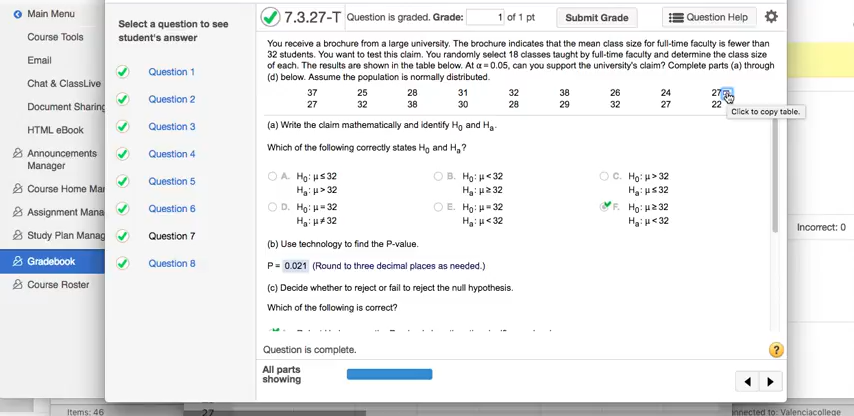 Main Menu
Course Tools
Email
Chat & ClassLive
Document Sharing
HTML eBook
Announcements
Manager
Course Home Mar
Assignment Mana
Study Plan Manag
Gradebook
Course Roster
Select a question to see
student's answer
Question 1
Question 2
Question 3
Question 4
Question 5
Question 6
Question 7
Question 8
7.3.27-T Question is graded. Grade: 1 of 1 pt Submit Grade Question Help
You receive a brochure from a large university. The brochure indicates that the mean class size for full-time faculty is fewer than
32 students. You want to test this claim. You randomly select 18 classes taught by full-time faculty and determine the class size
of each. The results are shown in the table below. At α = 0.05, can you support the university's claim? Complete parts (a) through
(d) below. Assume the population is normally distributed.
37 25 28 31 32 38 26 24 27
27 32 38 30 28 29 32 27 22
Click to copy table.
(a) Write the claim mathematically and identify H0 and Ha.
Which of the following correctly states H0 and Ha?
A. H0: μ ≤ 32
Ha: μ > 32
B. H0: μ < 32
Ha: μ ≥ 32
C. H0: μ > 32
Ha: μ ≤ 32
D. H0: μ = 32
Ha: μ ≠ 32
E. H0: μ = 32
Ha: μ < 32
F. H0: μ ≥ 32
Ha: μ < 32
(b) Use technology to find the P-value.
P = 0.021 (Round to three decimal places as needed.)
(c) Decide whether to reject or fail to reject the null hypothesis.
Which of the following is correct?
Question is complete.
?
All parts
showing
Incorrect: 0
Items: 46
27
nnected to: Valenciacollege